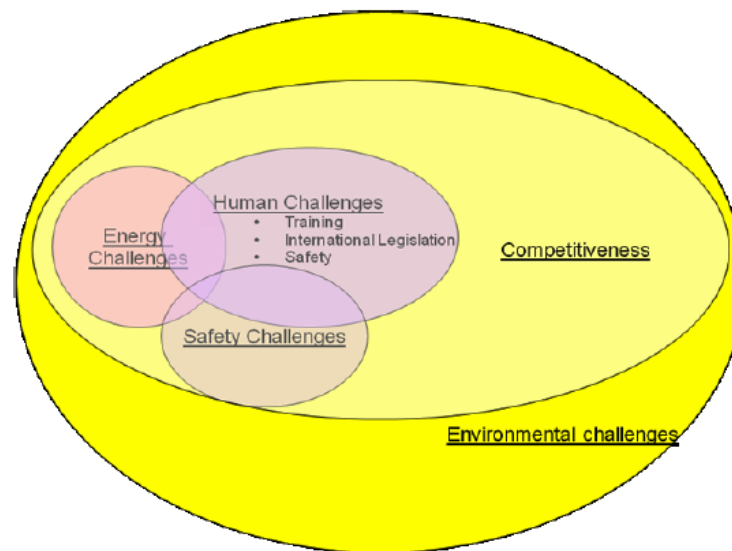 Human Challenges
• Training
• International Legislation
• Safety
Energy
Challenges
Competitiveness
Safety Challenges
Environmental challenges